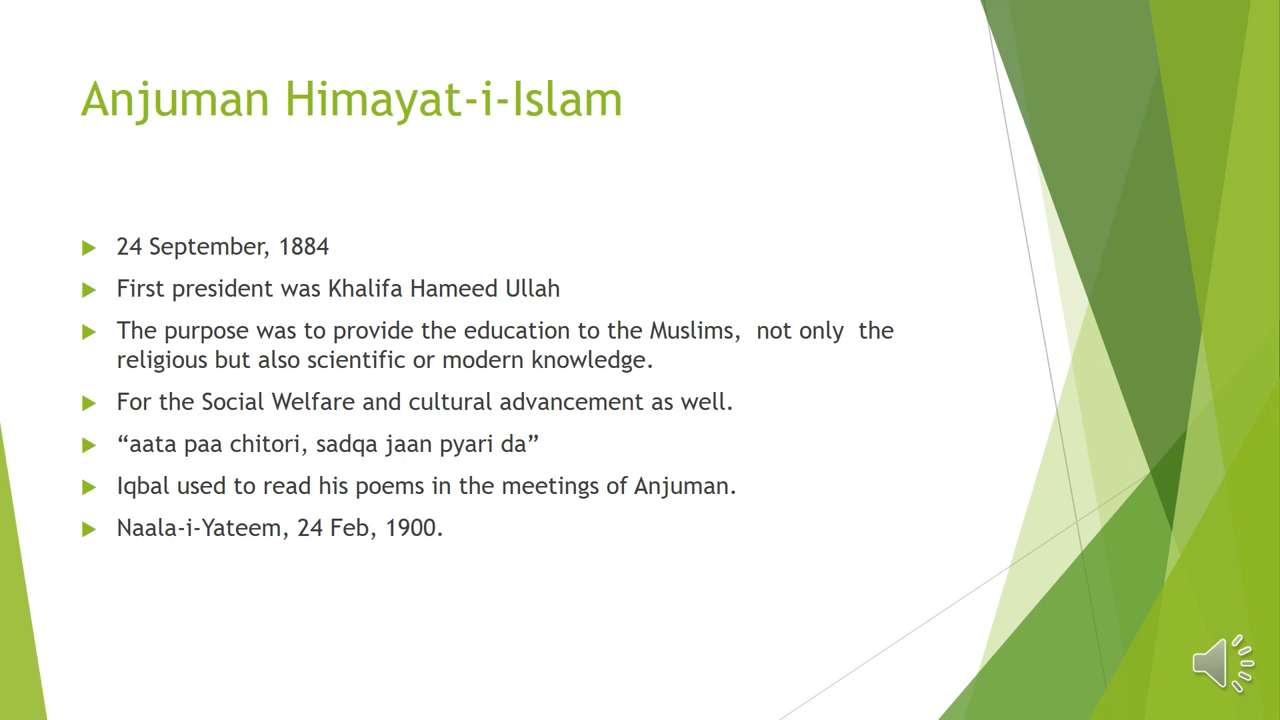 Anjuman Himayat-i-Islam
24 September, 1884
First president was Khalifa Hameed Ullah
The purpose was to provide the education to the Muslims,  not only  the
religious but also scientific or modern knowledge.
For the Social Welfare and cultural advancement as well.
“aata paa chitori, sadqa jaan pyari da”
Iqbal used to read his poems in the meetings of Anjuman.
Naala-i-Yateem, 24 Feb, 1900.